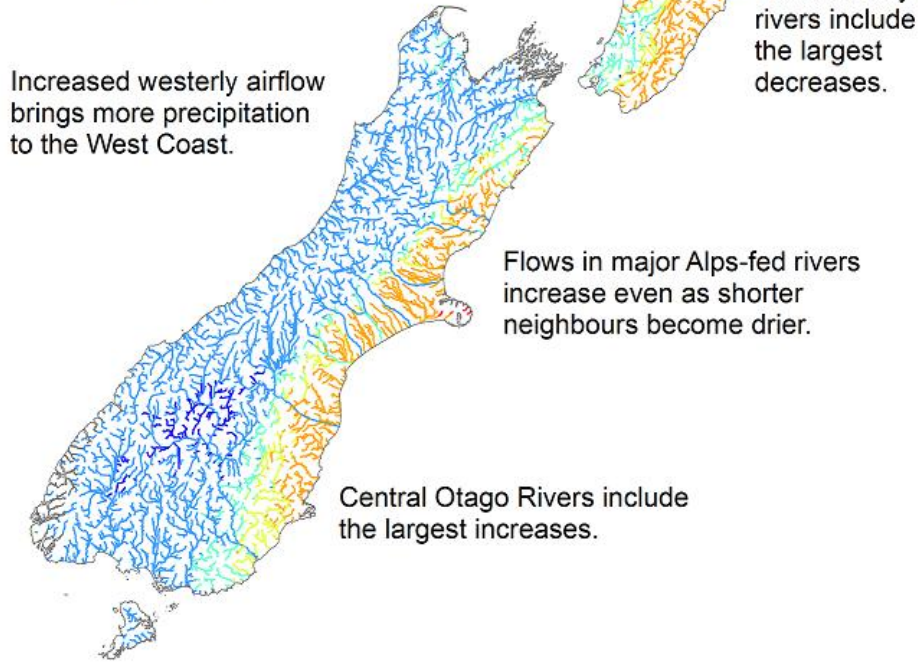 rivers include
the largest
decreases.
Increased westerly airflow
brings more precipitation
to the West Coast.
Flows in major Alps-fed rivers
increase even as shorter
neighbours become drier.
Central Otago Rivers include
the largest increases.